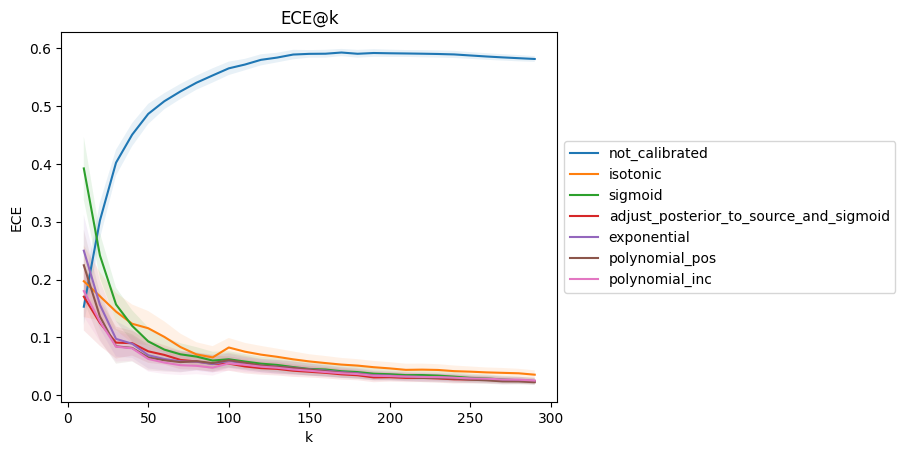 ECE@k
0.6
0.5
0.4
0.3
0.2
0.1
0.0
ECE
0 50 100 150 200 250 300
k
not_calibrated
isotonic
sigmoid
adjust_posterior_to_source_and_sigmoid
exponential
polynomial_pos
polynomial_inc